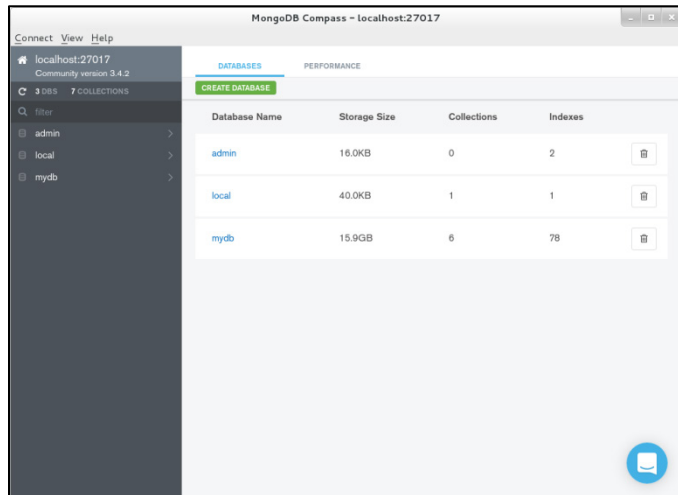 MongoDB Compass - localhost:27017
Connect View Help
localhost:27017
Community version 3.4.2
3 DBS 7 COLLECTIONS
filter
admin
local
mydb
DATABASES PERFORMANCE
CREATE DATABASE
Database Name Storage Size Collections Indexes
admin 16.0KB 0 2
local 40.0KB 1 1
mydb 15.9GB 6 78